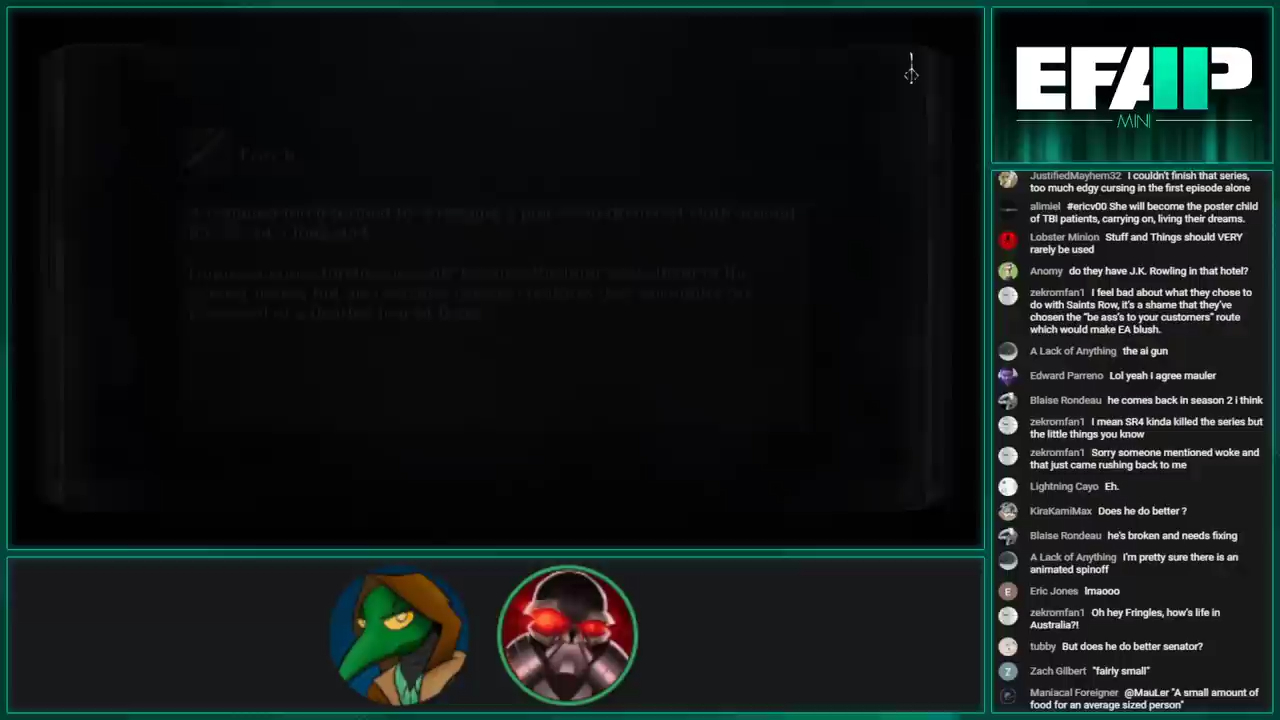 EFAP
MINI
JustifiedMayhem32 I couldn't finish that series,
too much edgy cursing in the first episode alone
alimiel #ericv00 She will become the poster child
of TBI patients, carrying on, living their dreams.
Lobster Minion Stuff and Things should VERY
rarely be used
Anomy do they have J.K. Rowling in that hotel?
zekromfan1 I feel bad about what they chose to
do with Saints Row, it's a shame that they've
chosen the "be ass's to your customers" route
which would make EA blush.
A Lack of Anything the ai gun
Edward Parreno Lol yeah I agree mauler
Blaise Rondeau he comes back in season 2 i think
zekromfan1 I mean SR4 kinda killed the series but
the little things you know
zekromfan1 Sorry someone mentioned woke and
that just came rushing back to me
Lightning Cayo Eh.
KiraKamiMax Does he do better ?
Blaise Rondeau he's broken and needs fixing
A Lack of Anything I'm pretty sure there is an
animated spinoff
E
Eric Jones lmaooo
zekromfan1 Oh hey Fringles, how's life in
Australia?!
tubby But does he do better senator?
Z
Zach Gilbert "fairly small"
Maniacal Foreigner @MauLer "A small amount of
food for an average sized person"